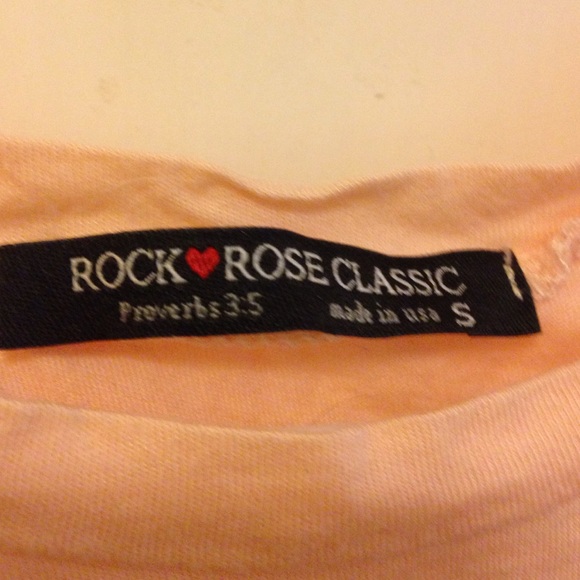 ROCK♥ROSE CLASSIC
Proverbs 3:5 made in usa S